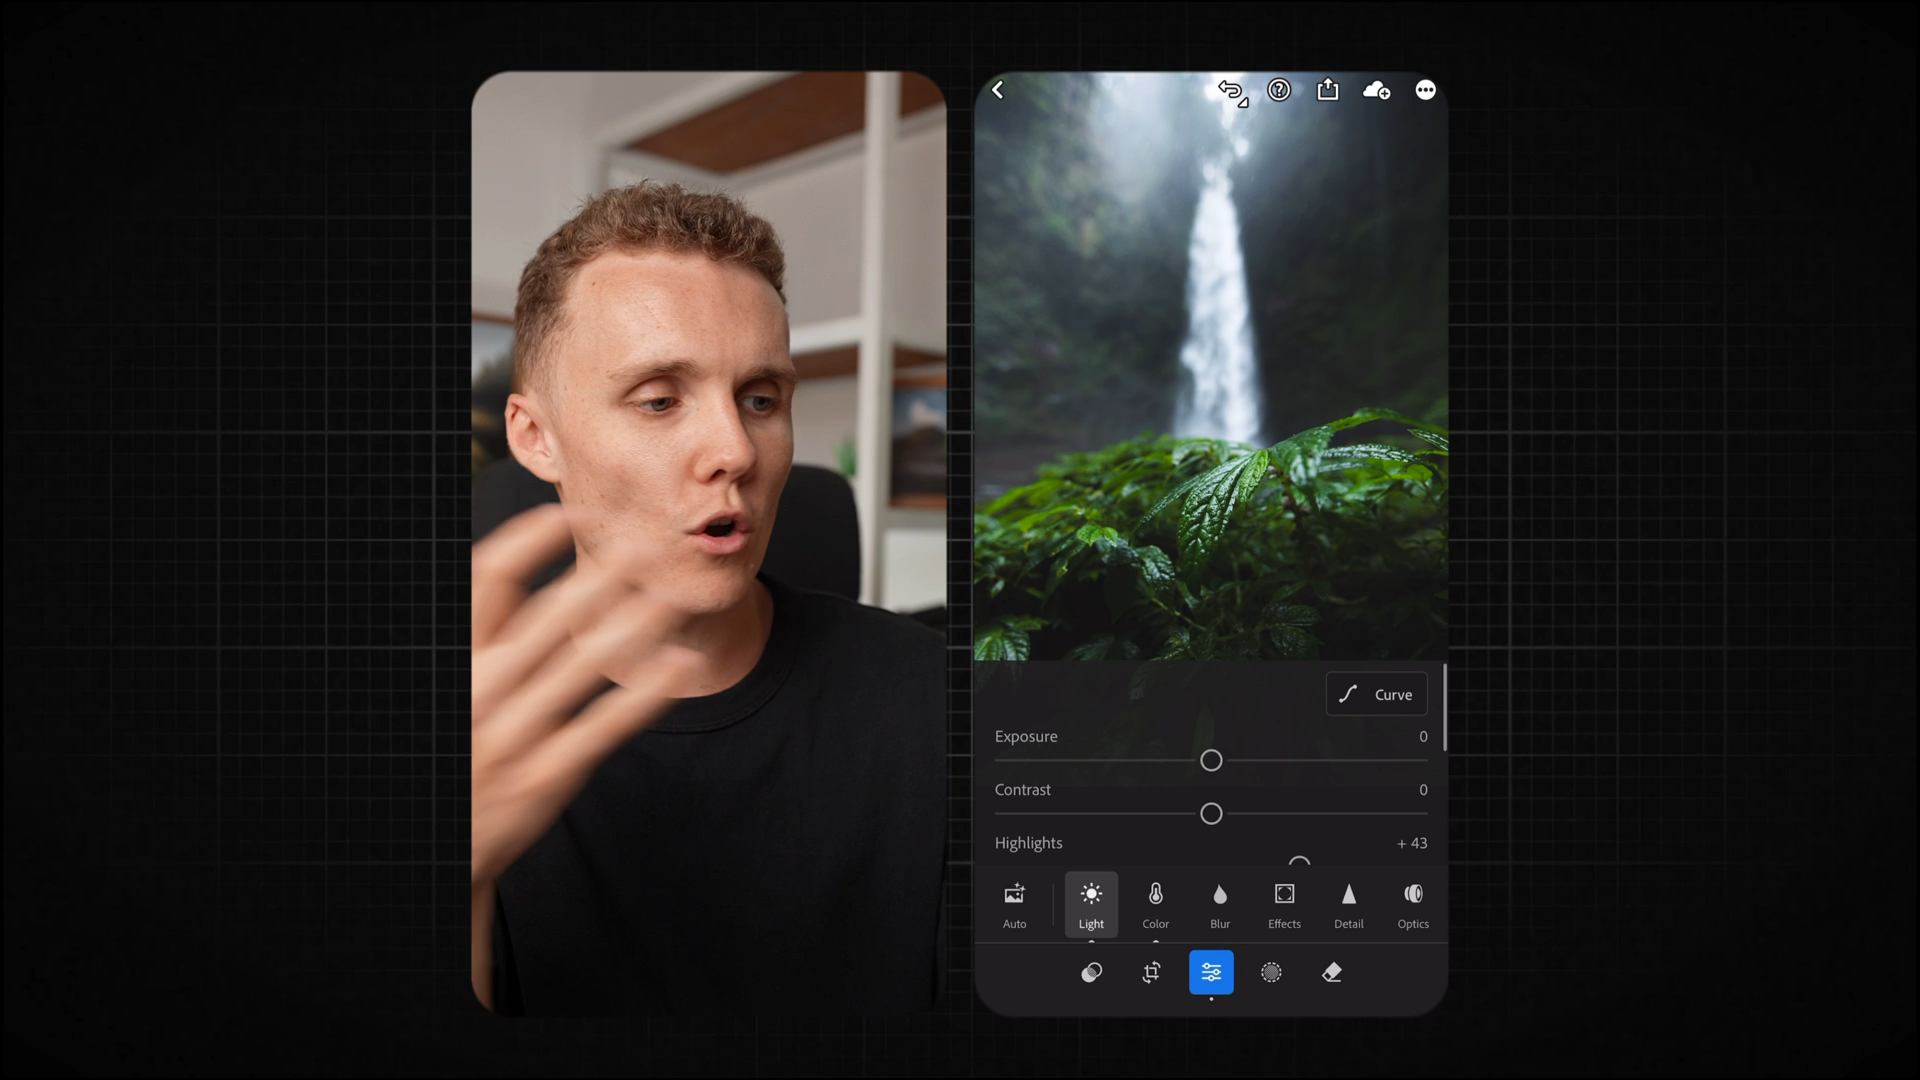 Curve
Exposure 0
Contrast 0
Highlights + 43
Auto Light Color Blur Effects Detail Optics